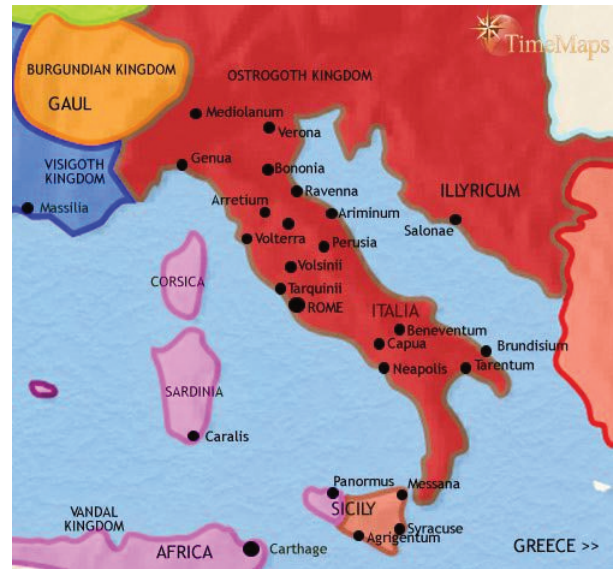 TimeMaps
BURGUNDIAN KINGDOM
GAUL
OSTROGOTH KINGDOM
Mediolanum
Verona
VISIGOTH
KINGDOM
Genua
Bononia
Massilia
Ravenna
Arretium
Ariminum
ILLYRICUM
Salonae
Volterra
Perusia
CORSICA
Volsinii
Tarquinii
ROME
ITALIA
Beneventum
Capua
Brundisium
SARDINIA
Neapolis
Tarentum
Caralis
Panormus
Messana
SICILY
VANDAL
KINGDOM
Syracuse
Agrigentum
AFRICA
Carthage
GREECE >>